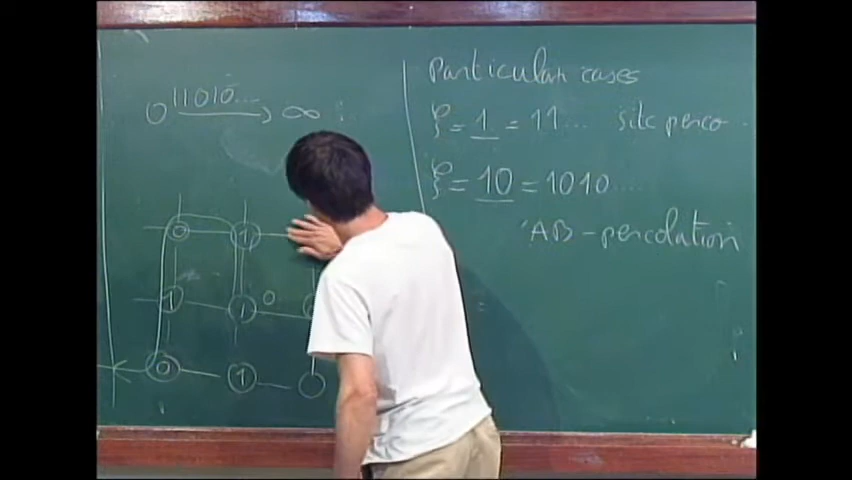 0 11010... → ∞
Particular cases
ξ = 1 = 11... site perco
ξ = 10 = 1010.....
"AB-percolation
0 1
1 1 0
0 1